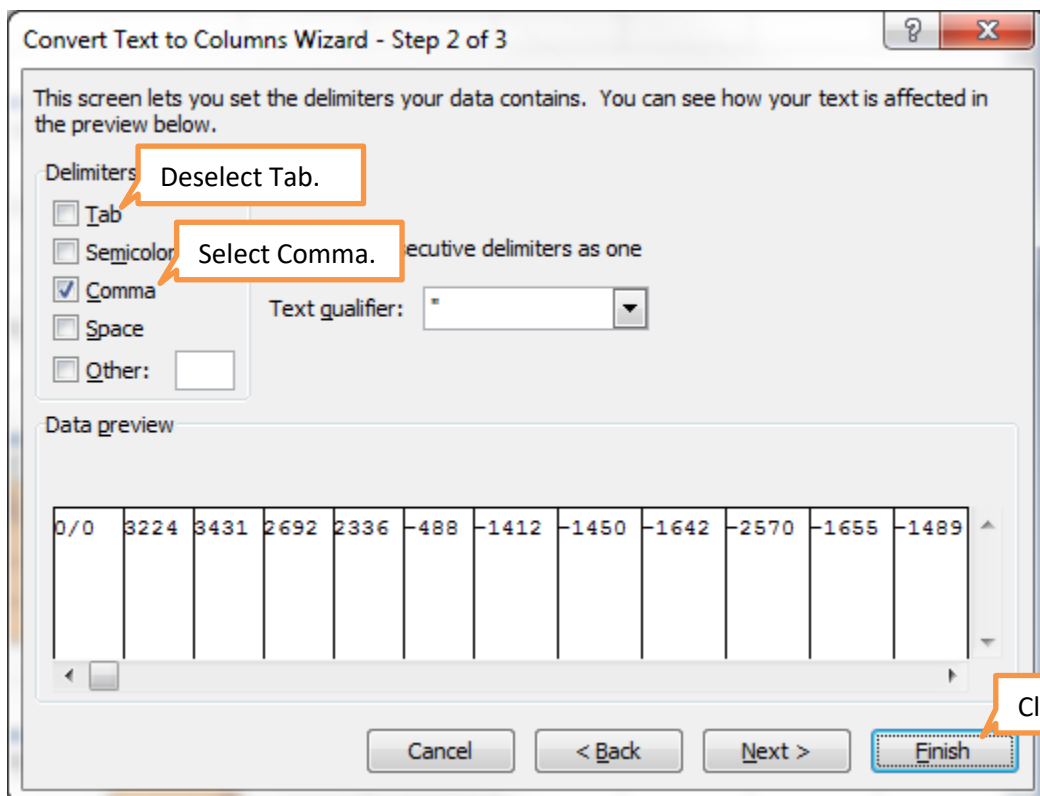 Convert Text to Columns Wizard - Step 2 of 3
This screen lets you set the delimiters your data contains. You can see how your text is affected in
the preview below.
Delimiters
Deselect Tab.
Tab
Semicolon
Select Comma.
delimiters as one
Comma
Text qualifier: "
Space
Other:
Data preview
0/0 3224 3431 2692 2336 -488 -1412 -1450 -1642 -2570 -1655 -1489
Cancel < Back Next > Finish